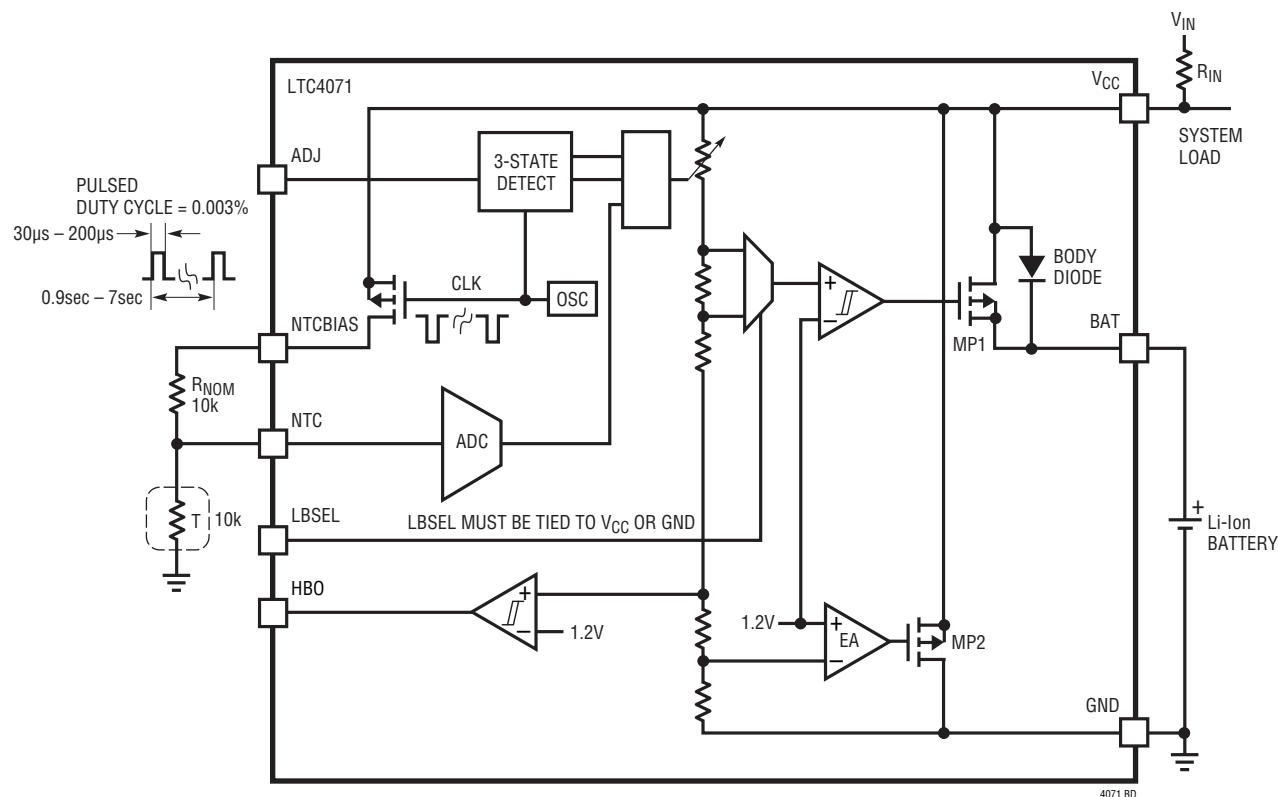 V_IN
R_IN
V_CC
LTC4071
SYSTEM
LOAD
ADJ
3-STATE
DETECT
PULSED
DUTY CYCLE = 0.003%
30µs – 200µs
0.9sec – 7sec
CLK
OSC
BODY
DIODE
NTCBIAS
+
–
MP1
BAT
R_NOM
10k
NTC
ADC
T
10k
LBSEL
LBSEL MUST BE TIED TO V_CC OR GND
+
Li-Ion
BATTERY
HBO
+
–
1.2V
1.2V
+
EA
–
MP2
GND
4071 BD